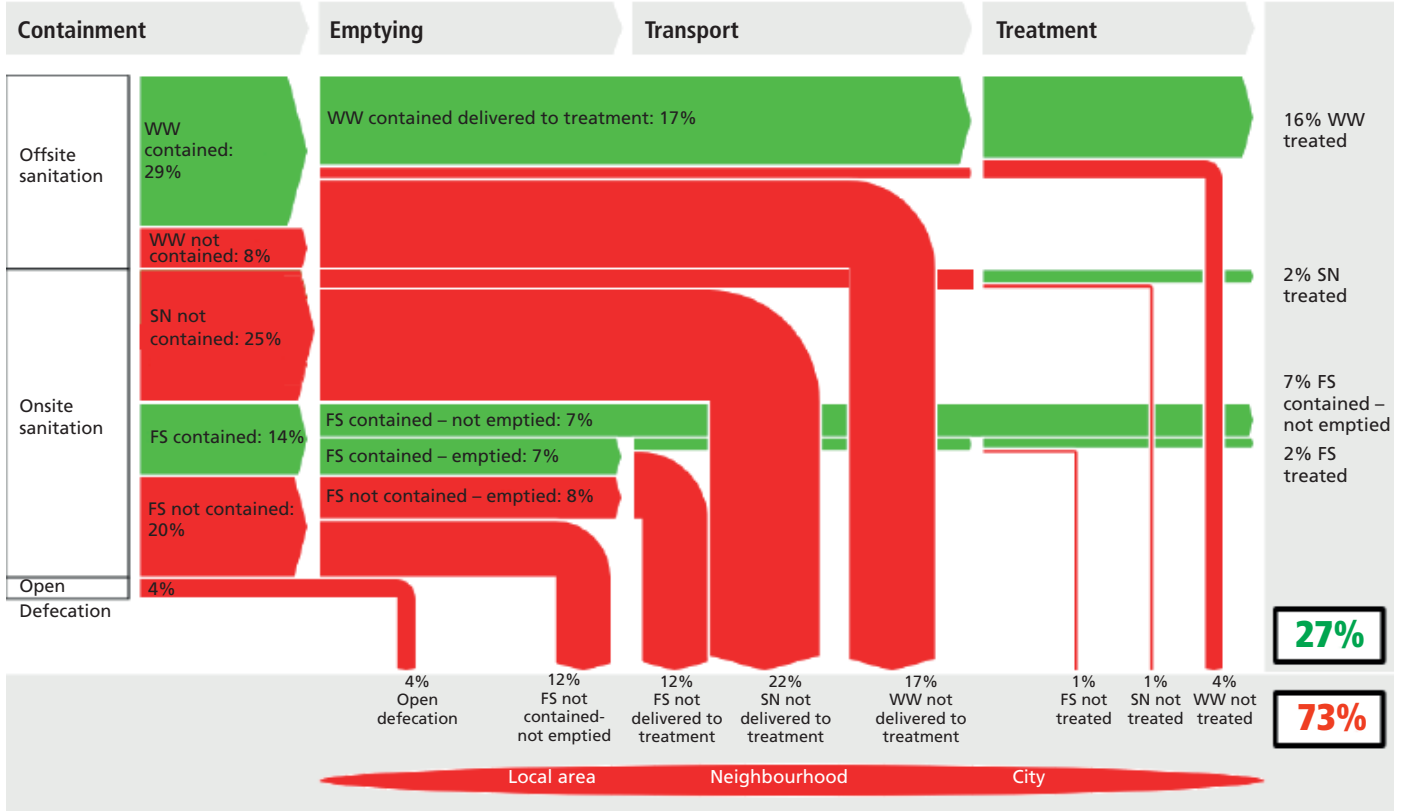 Containment
Emptying
Transport
Treatment
Offsite
sanitation
WW
contained:
29%
WW contained delivered to treatment: 17%
16% WW
treated
WW not
contained: 8%
2% SN
treated
SN not
contained: 25%
Onsite
sanitation
7% FS
contained –
not emptied
FS contained: 14%
FS contained – not emptied: 7%
FS contained – emptied: 7%
2% FS
treated
FS not contained:
20%
FS not contained – emptied: 8%
Open
Defecation
4%
27%
4%
Open
defecation
12%
FS not
contained-
not emptied
12%
FS not
delivered to
treatment
22%
SN not
delivered to
treatment
17%
WW not
delivered to
treatment
1%
FS not
treated
1%
SN not
treated
4%
WW not
treated
73%
Local area
Neighbourhood
City